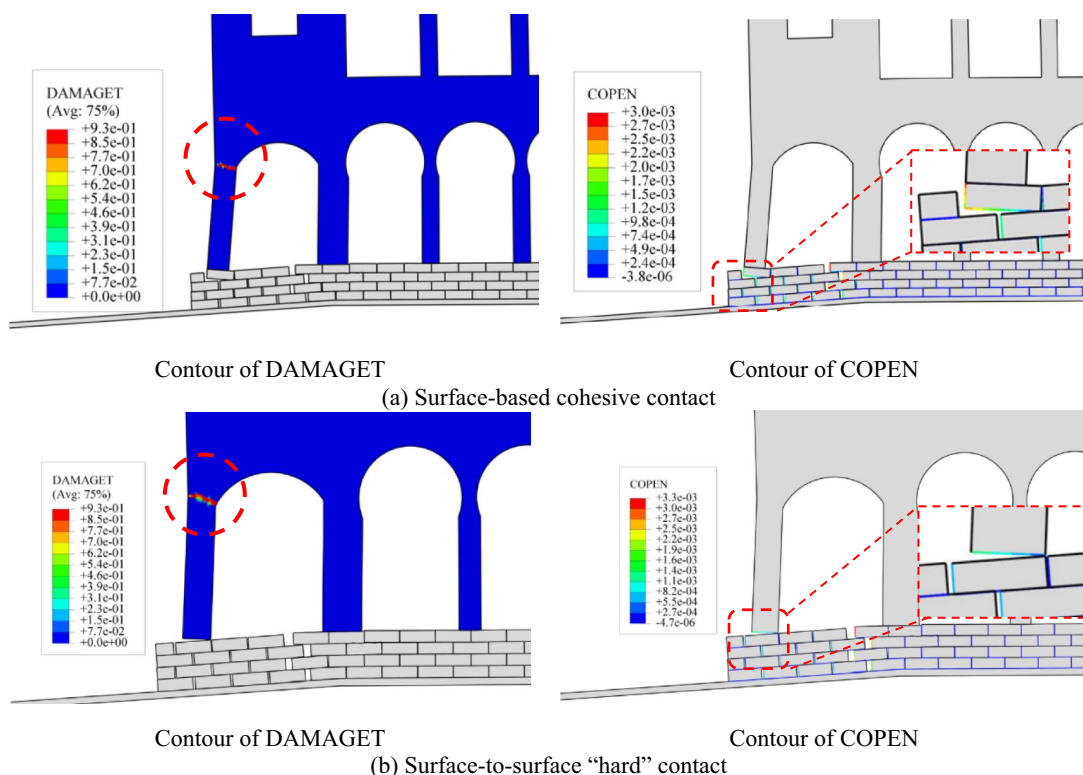 DAMAGET
(Avg: 75%)
+9.3e-01
+8.5e-01
+7.7e-01
+7.0e-01
+6.2e-01
+5.4e-01
+4.6e-01
+3.9e-01
+3.1e-01
+2.3e-01
+1.5e-01
+7.7e-02
+0.0e+00
COPEN
+3.0e-03
+2.7e-03
+2.5e-03
+2.2e-03
+2.0e-03
+1.7e-03
+1.5e-03
+1.2e-03
+9.8e-04
+7.4e-04
+4.9e-04
+2.4e-04
-3.8e-06
Contour of DAMAGET
Contour of COPEN
(a) Surface-based cohesive contact
DAMAGET
(Avg: 75%)
+9.3e-01
+8.5e-01
+7.7e-01
+7.0e-01
+6.2e-01
+5.4e-01
+4.6e-01
+3.9e-01
+3.1e-01
+2.3e-01
+1.5e-01
+7.7e-02
+0.0e+00
COPEN
+3.3e-03
+3.0e-03
+2.7e-03
+2.5e-03
+2.2e-03
+1.9e-03
+1.6e-03
+1.4e-03
+1.1e-03
+8.2e-04
+5.5e-04
+2.7e-04
-4.7e-06
Contour of DAMAGET
Contour of COPEN
(b) Surface-to-surface “hard” contact